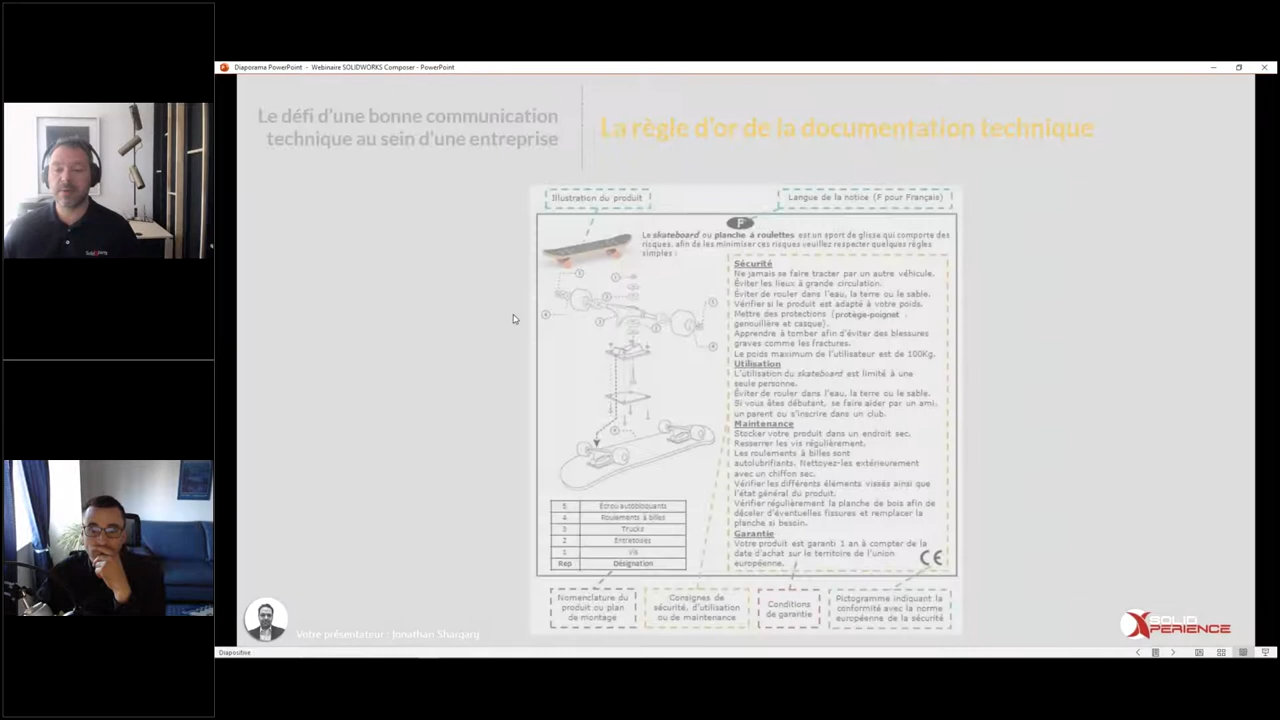 Diaporama PowerPoint - Webinaire SOLIDWORKS Composer - PowerPoint
Le défi d'une bonne communication
technique au sein d'une entreprise
La règle d'or de la documentation technique
Illustration du produit
Langue de la notice (F pour Français)
F
Le skateboard ou planche à roulettes est un sport de glisse qui comporte des
risques, afin de les minimiser ces risques veuillez respecter quelques règles
simples :
Sécurité
Ne jamais se faire tracter par un autre véhicule.
Éviter les lieux à grande circulation.
Éviter de rouler dans l'eau, la terre ou le sable.
Vérifier si le produit est adapté à votre poids.
Mettre des protections (protège-poignet,
genouillère et casque).
Apprendre à tomber afin d'éviter des blessures
graves comme les fractures.
Le poids maximum de l'utilisateur est de 100Kg.
Utilisation
L'utilisation du skateboard est limité à une
seule personne.
Éviter de rouler dans l'eau, la terre ou le sable.
Si vous êtes débutant, se faire aider par un ami,
un parent ou s'inscrire dans un club.
Maintenance
Stocker votre produit dans un endroit sec.
Resserrer les vis régulièrement.
Les roulements à billes sont
autolubrifiants. Nettoyez-les extérieurement
avec un chiffon sec.
Vérifier les différents éléments vissés ainsi que
l'état général du produit.
Vérifier régulièrement la planche de bois afin de
déceler d'éventuelles fissures et remplacer la
planche si besoin.
Garantie
Votre produit est garanti 1 an à compter de la
date d'achat sur le territoire de l'union
européenne.
CE
5 Écrou autobloquants
4 Roulements à billes
3 Trucks
2 Entretoises
1 Vis
Rep Désignation
Nomenclature du
produit ou plan
de montage
Consignes de
sécurité, d'utilisation
ou de maintenance
Conditions
de garantie
Pictogramme indiquant la
conformité avec la norme
européenne de la sécurité
Votre présentateur : Jonathan Shargarj
SOLID
XPERIENCE
Diapositive